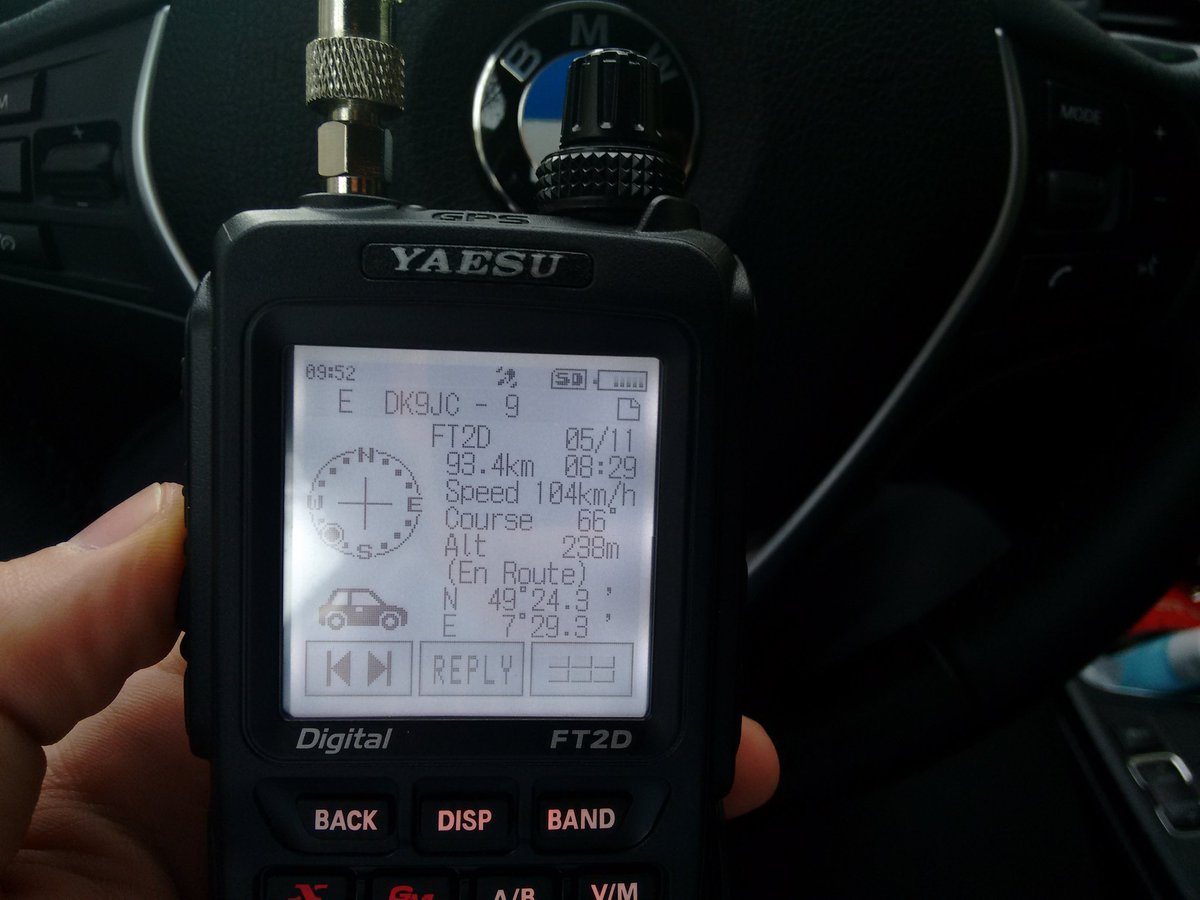 B M W
MODE
M
+
+
-
-
GPS
YAESU
09:52
SD
E DK9JC - 9
FT2D 05/11
93.4km 08:29
Speed 104km/h
Course 66°
Alt 238m
(En Route)
N 49°24.3 '
E 7°29.3 '
N
W E
S
REPLY
Digital FT2D
BACK DISP BAND
X GM A/B V/M